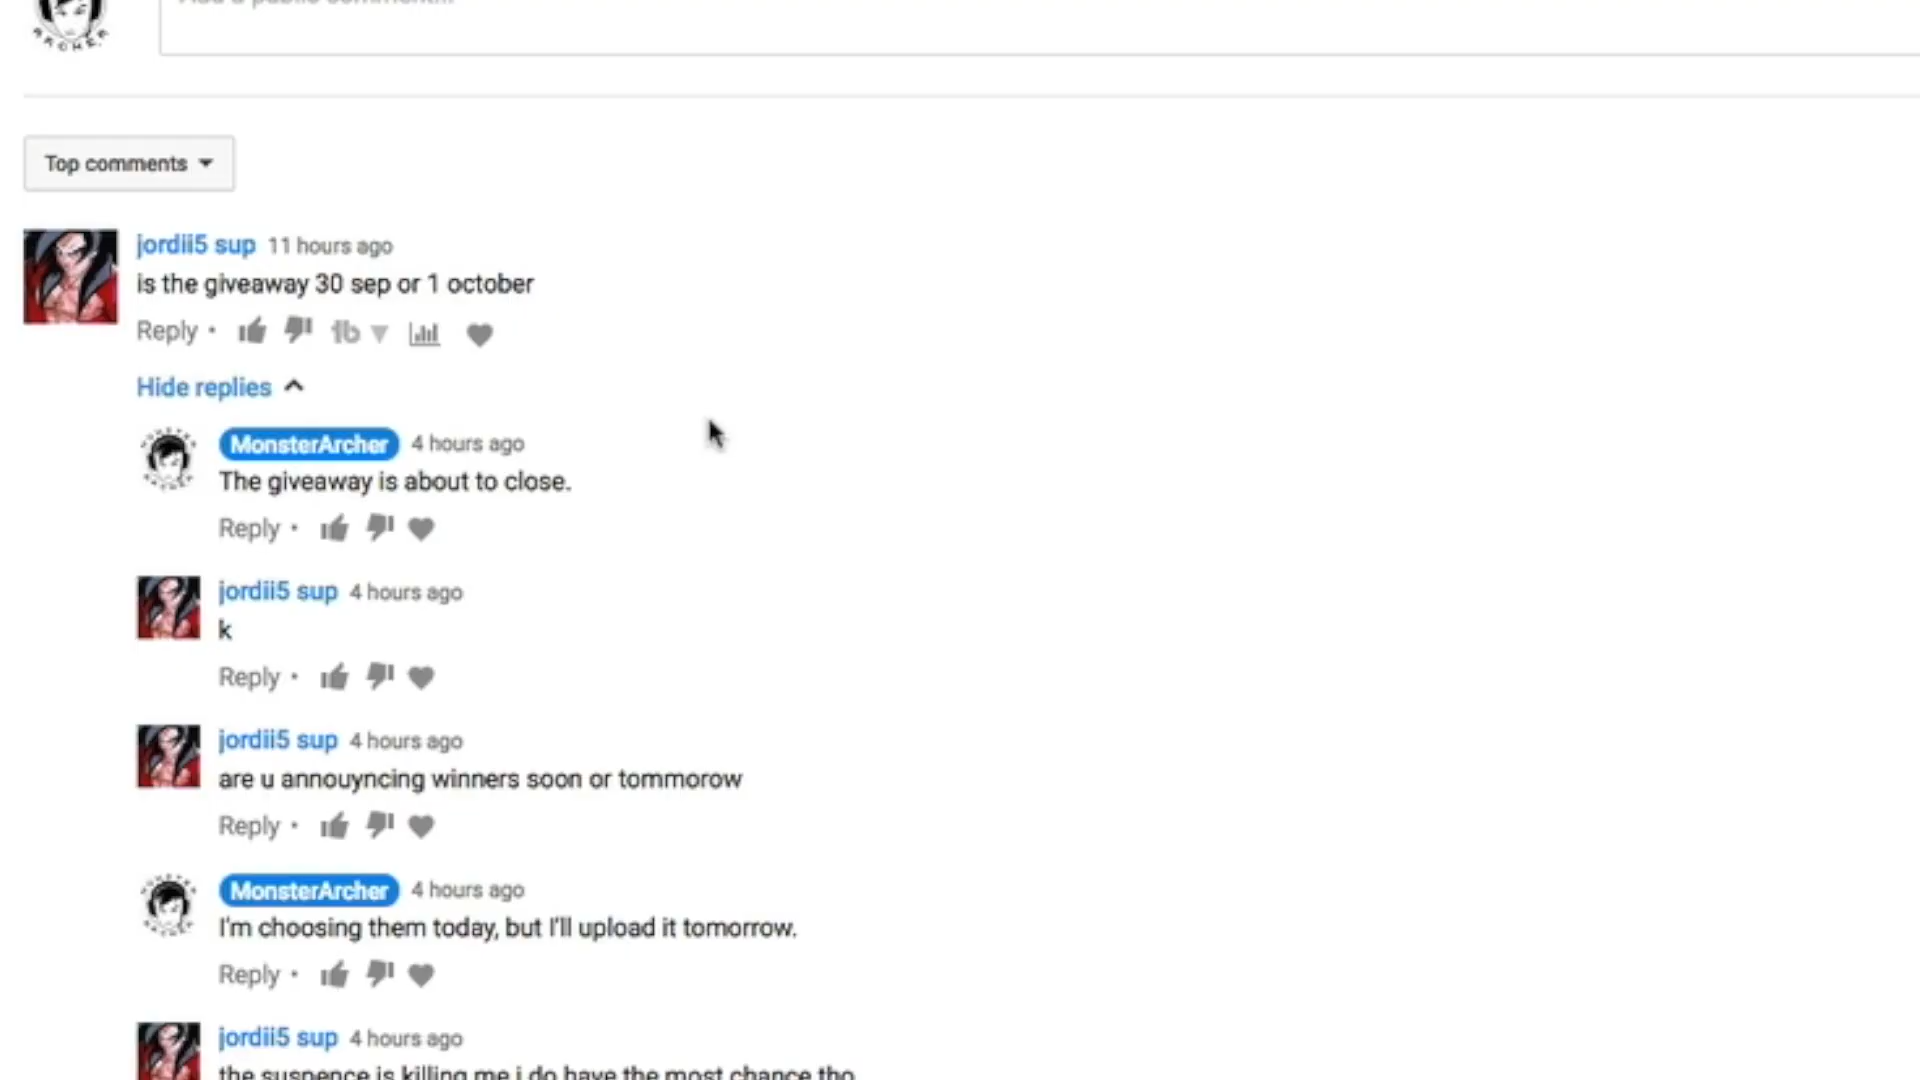 ARCHER
Add a public comment...
Top comments
jordii5 sup 11 hours ago
is the giveaway 30 sep or 1 october
Reply •
Hide replies
MonsterArcher 4 hours ago
The giveaway is about to close.
Reply •
jordii5 sup 4 hours ago
k
Reply •
jordii5 sup 4 hours ago
are u annouyncing winners soon or tommorow
Reply •
MonsterArcher 4 hours ago
I'm choosing them today, but I'll upload it tomorrow.
Reply •
jordii5 sup 4 hours ago
the suspence is killing me i do have the most chance tho